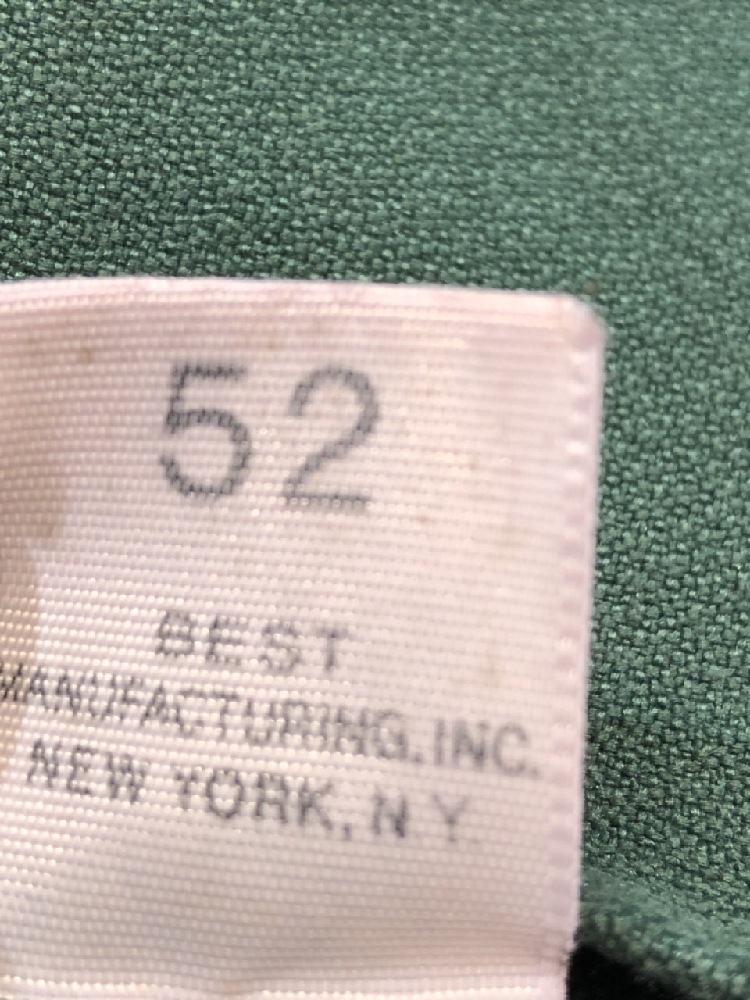 52
BEST
MANUFACTURING. INC.
NEW YORK, N Y.